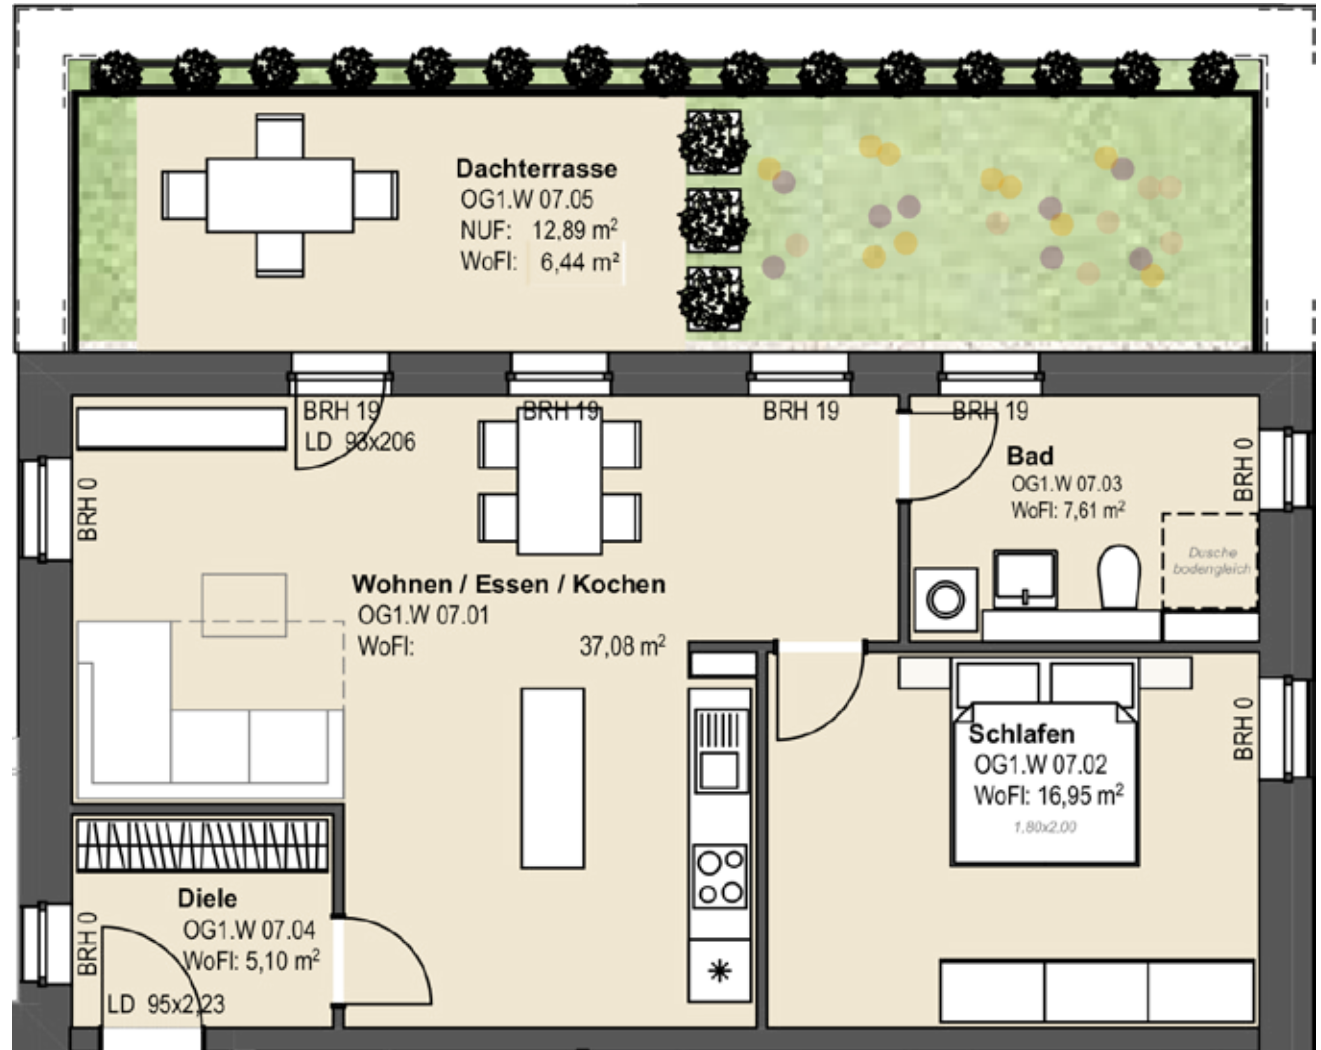 Dachterrasse
OG1.W 07.05
NUF: 12,89 m²
WoFl: 6,44 m²
BRH 19
LD 93x206
BRH 19
BRH 19
BRH 19
BRH 0
Bad
OG1.W 07.03
WoFl: 7,61 m²
BRH 0
Dusche
bodengleich
Wohnen / Essen / Kochen
OG1.W 07.01
WoFl: 37,08 m²
Schlafen
OG1.W 07.02
WoFl: 16,95 m²
1,80x2,00
BRH 0
Diele
OG1.W 07.04
WoFl: 5,10 m²
BRH 0
LD 95x2,23